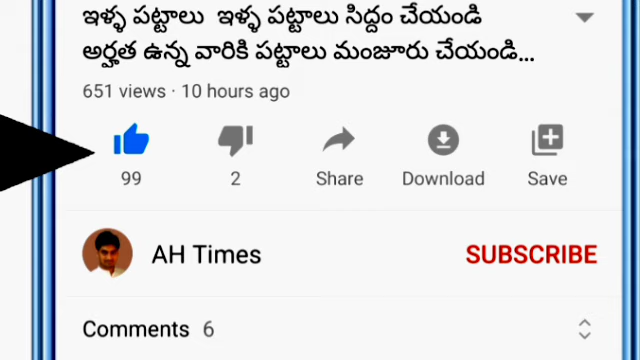 ఇళ్ళ పట్టాలు ఇళ్ళ పట్టాలు సిద్దం చేయండి
అర్హత ఉన్న వారికి పట్టాలు మంజూరు చేయండి...
651 views · 10 hours ago
99 2 Share Download Save
AH Times SUBSCRIBE
Comments 6